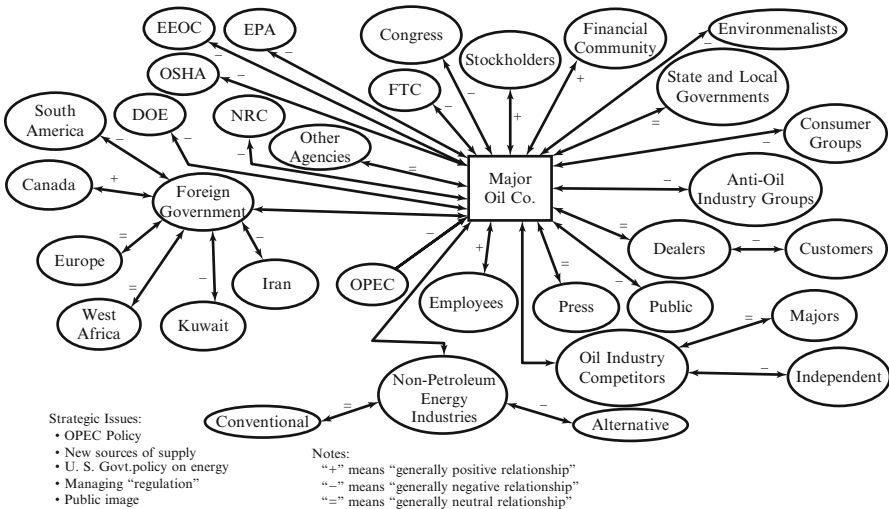 EEOC
EPA
Congress
Stockholders
Financial
Community
Environmenalists
OSHA
FTC
State and Local
Governments
South
America
DOE
NRC
Other
Agencies
Consumer
Groups
Canada
Foreign
Government
Major
Oil Co.
Anti-Oil
Industry Groups
Europe
Iran
OPEC
Employees
Press
Public
Dealers
Customers
West
Africa
Kuwait
Majors
Oil Industry
Competitors
Independent
Non-Petroleum
Energy
Industries
Conventional
Alternative
Strategic Issues:
• OPEC Policy
• New sources of supply
• U. S. Govt.policy on energy
• Managing “regulation”
• Public image
Notes:
“+” means “generally positive relationship”
“−” means “generally negative relationship”
“=” means “generally neutral relationship”